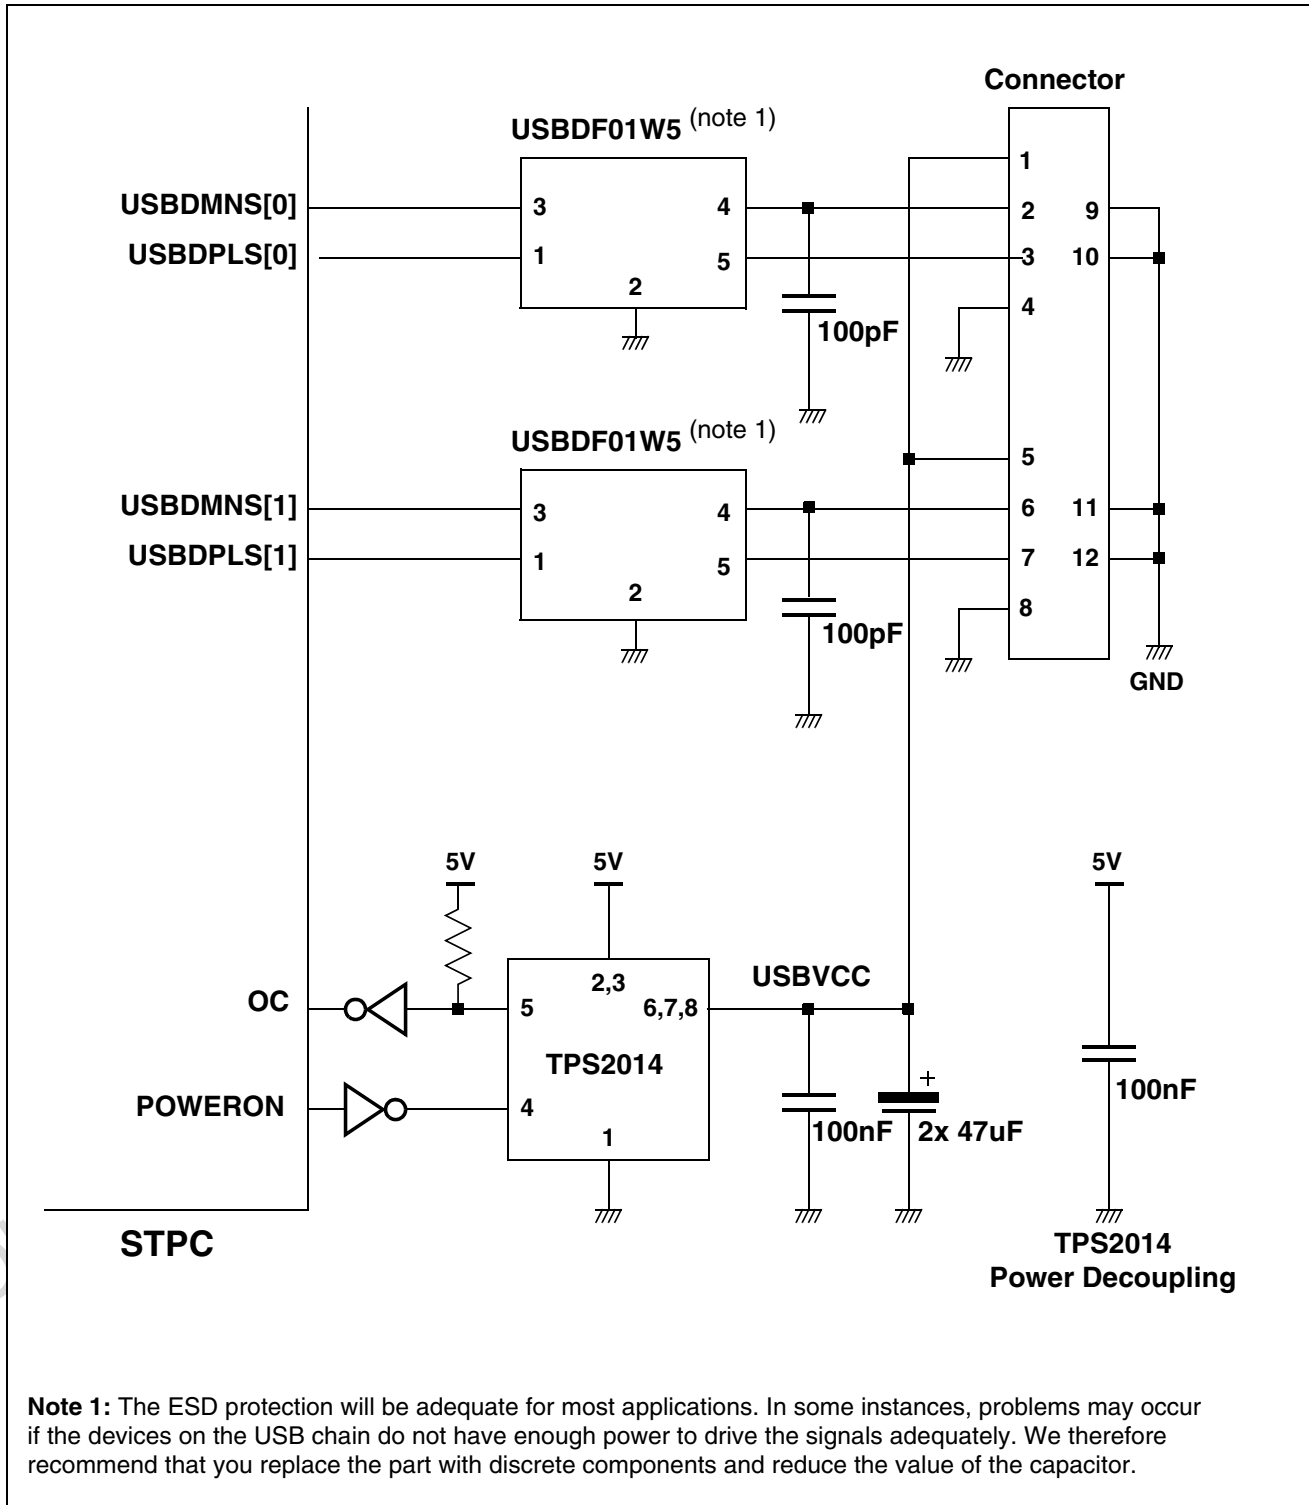 Connector
USBDF01W5 (note 1)
1
USBDMNS[0]
3
4
2
9
USBDPLS[0]
1
5
3
10
2
4
100pF
USBDF01W5 (note 1)
5
USBDMNS[1]
3
4
6
11
USBDPLS[1]
1
5
7
12
2
8
100pF
GND
5V
5V
5V
2,3
USBVCC
OC
5
6,7,8
TPS2014
+
100nF
POWERON
4
1
100nF
2x 47uF
STPC
TPS2014
Power Decoupling
Note 1: The ESD protection will be adequate for most applications. In some instances, problems may occur
if the devices on the USB chain do not have enough power to drive the signals adequately. We therefore
recommend that you replace the part with discrete components and reduce the value of the capacitor.